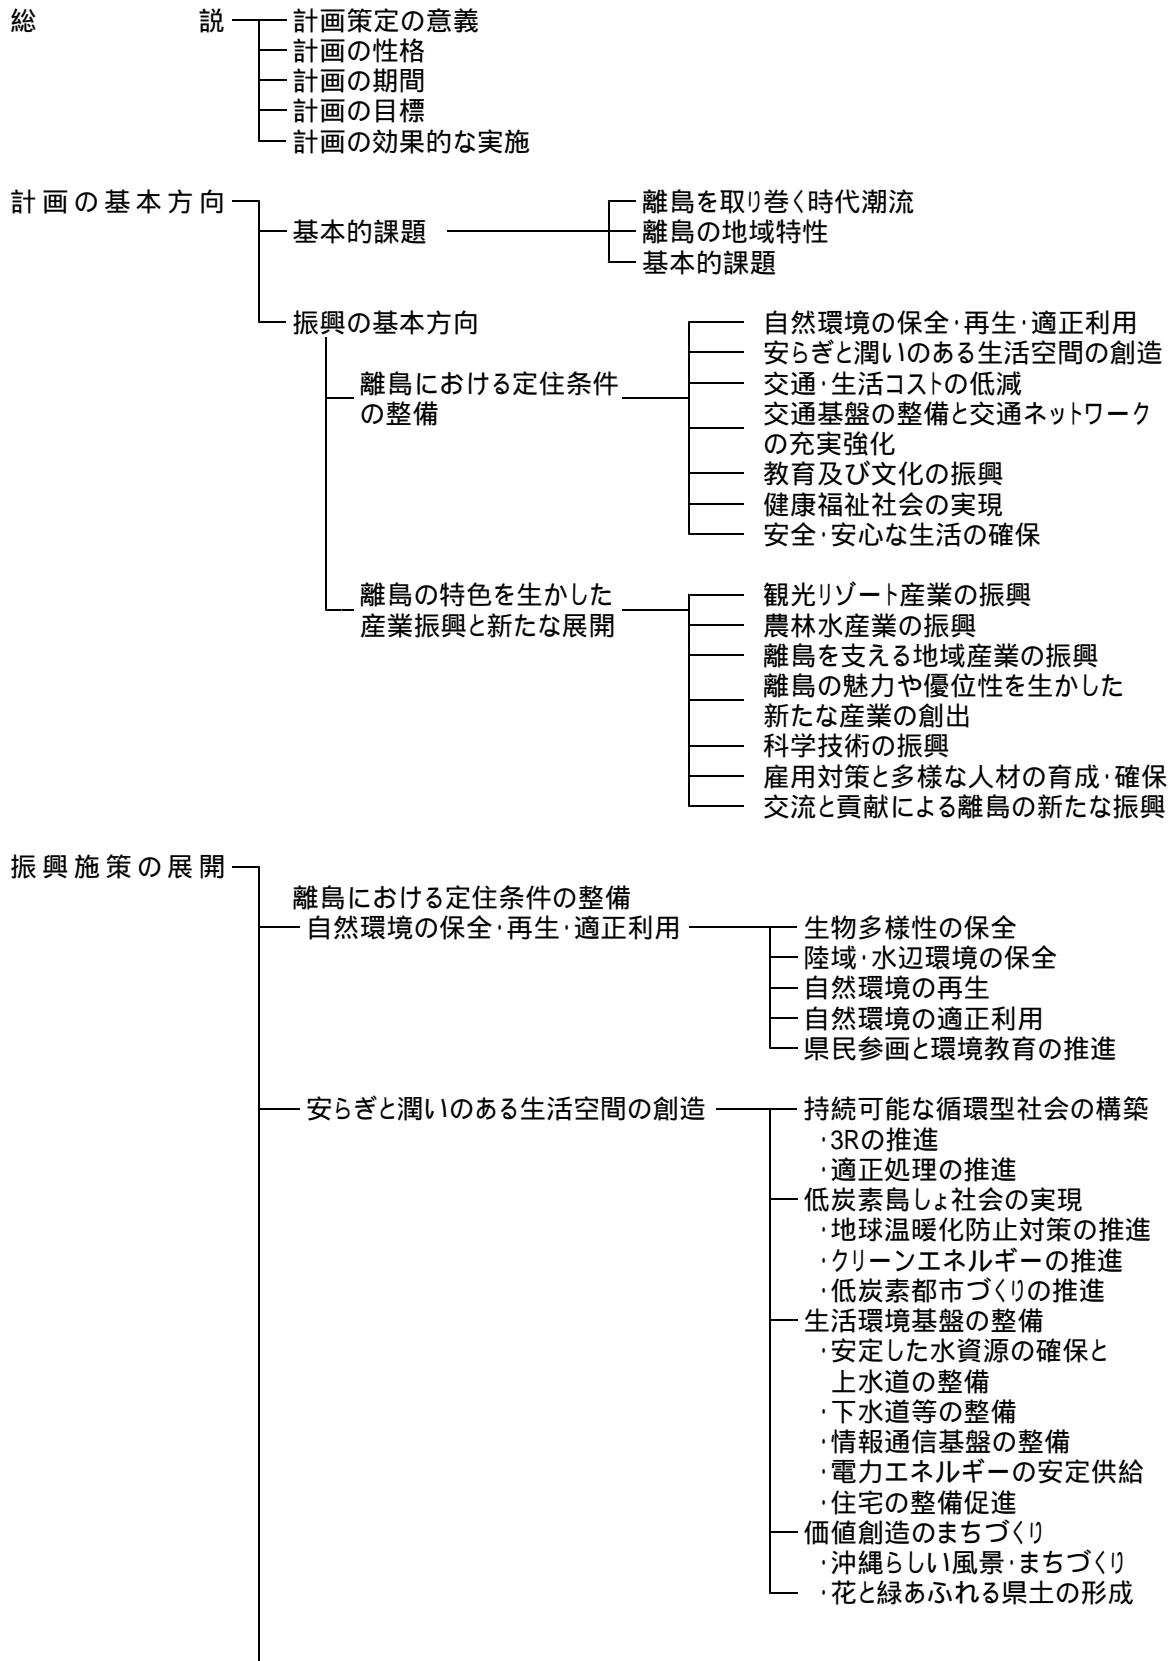 総説
計画策定の意義
計画の性格
計画の期間
計画の目標
計画の効果的な実施
計画の基本方向
基本的課題
離島を取り巻く時代潮流
離島の地域特性
基本的課題
振興の基本方向
離島における定住条件
の整備
自然環境の保全・再生・適正利用
安らぎと潤いのある生活空間の創造
交通・生活コストの低減
交通基盤の整備と交通ネットワーク
の充実強化
教育及び文化の振興
健康福祉社会の実現
安全・安心な生活の確保
離島の特色を生かした
産業振興と新たな展開
観光リゾート産業の振興
農林水産業の振興
離島を支える地域産業の振興
離島の魅力や優位性を生かした
新たな産業の創出
科学技術の振興
雇用対策と多様な人材の育成・確保
交流と貢献による離島の新たな振興
振興施策の展開
離島における定住条件の整備
自然環境の保全・再生・適正利用
生物多様性の保全
陸域・水辺環境の保全
自然環境の再生
自然環境の適正利用
県民参画と環境教育の推進
安らぎと潤いのある生活空間の創造
持続可能な循環型社会の構築
・3Rの推進
・適正処理の推進
低炭素島しょ社会の実現
・地球温暖化防止対策の推進
・クリーンエネルギーの推進
・低炭素都市づくりの推進
生活環境基盤の整備
・安定した水資源の確保と
上水道の整備
・下水道等の整備
・情報通信基盤の整備
・電力エネルギーの安定供給
・住宅の整備促進
価値創造のまちづくり
・沖縄らしい風景・まちづくり
・花と緑あふれる県土の形成